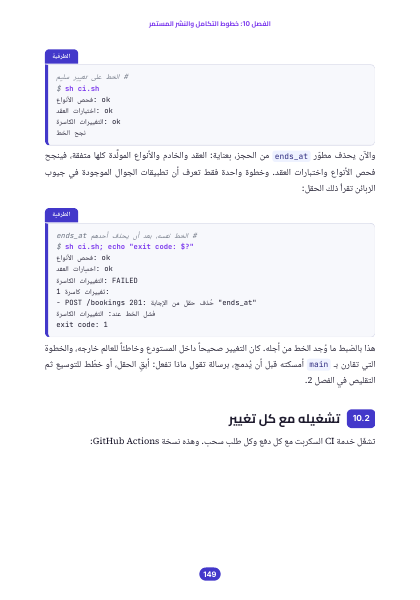 الفصل 10: خطوط التكامل والنشر المستمر
الطرفية
# الخط على تغيير سليم
$ sh ci.sh
فحص الأنواع: ok
اختبارات العقد: ok
التغييرات الكاسرة: ok
نجح الخط
والآن يحذف مطوّر ends_at من الحجز، بعناية: العقد والخادم والأنواع المولَّدة كلها متفقة، فينجح
فحص الأنواع واختبارات العقد. وخطوة واحدة فقط تعرف أن تطبيقات الجوال الموجودة في جيوب
الزبائن تقرأ ذلك الحقل:
الطرفية
# الخط نفسه، بعد أن يحذف أحدهم ends_at
$ sh ci.sh; echo "exit code: $?"
فحص الأنواع: ok
اختبارات العقد: ok
التغييرات الكاسرة: FAILED
تغييرات كاسرة 1:
- POST /bookings 201: حُذف حقل من الإجابة "ends_at"
فشل الخط عند: التغييرات الكاسرة
exit code: 1
هذا بالضبط ما وُجد الخط من أجله. كان التغيير صحيحاً داخل المستودع وخاطئاً للعالم خارجه، والخطوة
التي تقارن بـ main أمسكته قبل أن يُدمج، برسالة تقول ماذا تفعل: أبقِ الحقل، أو خطّط للتوسيع ثم
التقليص في الفصل 2.
10.2 تشغيله مع كل تغيير
تشغّل خدمة CI السكربت مع كل دفع وكل طلب سحب. وهذه نسخة GitHub Actions:
149